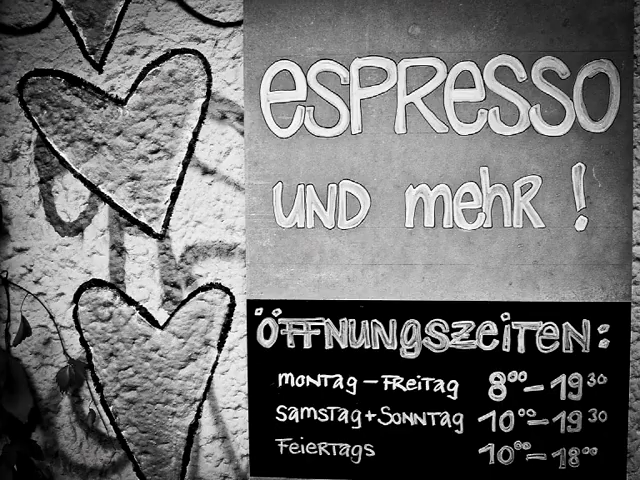 espresso
und mehr !
Öffnungszeiten:
Montag – Freitag 8⁰⁰ – 19³⁰
Samstag + Sonntag 10⁰⁰ – 19³⁰
Feiertags 10⁰⁰ – 18⁰⁰